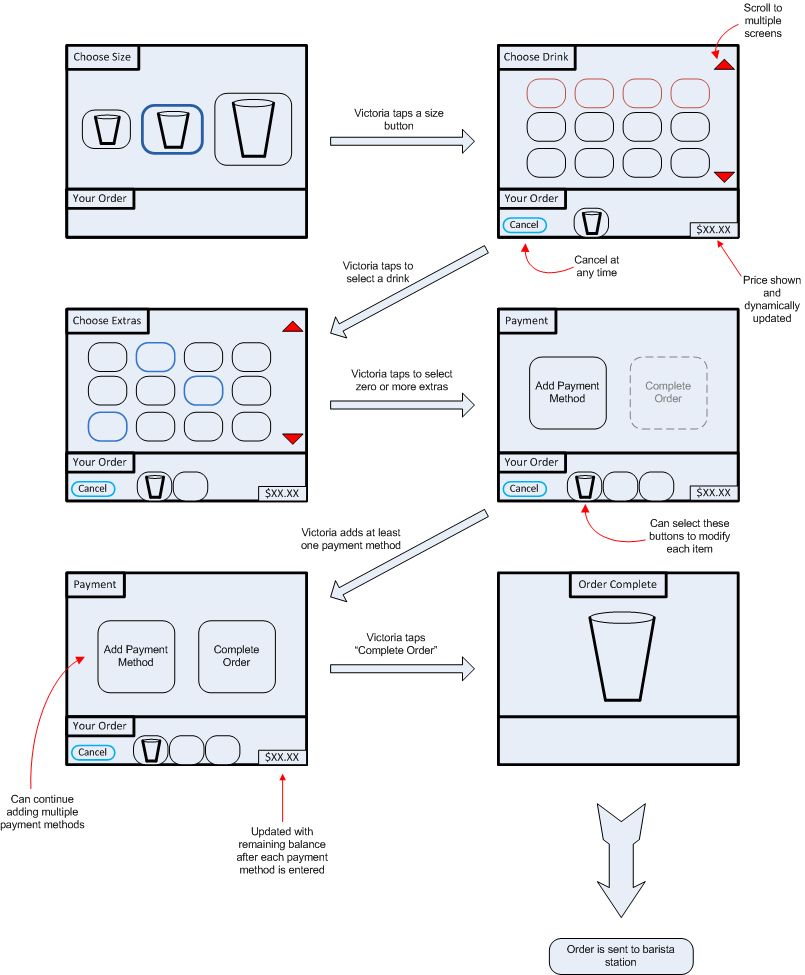 Scroll to
multiple
screens
Choose Size
Victoria taps a size
button
Choose Drink
Your Order
Your Order
Cancel
$XX.XX
Victoria taps to
select a drink
Cancel at
any time
Price shown
and
dynamically
updated
Choose Extras
Victoria taps to select
zero or more extras
Payment
Add Payment
Method
Complete
Order
Your Order
Cancel
$XX.XX
Your Order
Cancel
$XX.XX
Victoria adds at least
one payment method
Can select these
buttons to modify
each item
Payment
Add Payment
Method
Complete
Order
Victoria taps
“Complete Order”
Order Complete
Your Order
Cancel
$XX.XX
Can continue
adding multiple
payment methods
Updated with
remaining balance
after each payment
method is entered
Order is sent to barista
station